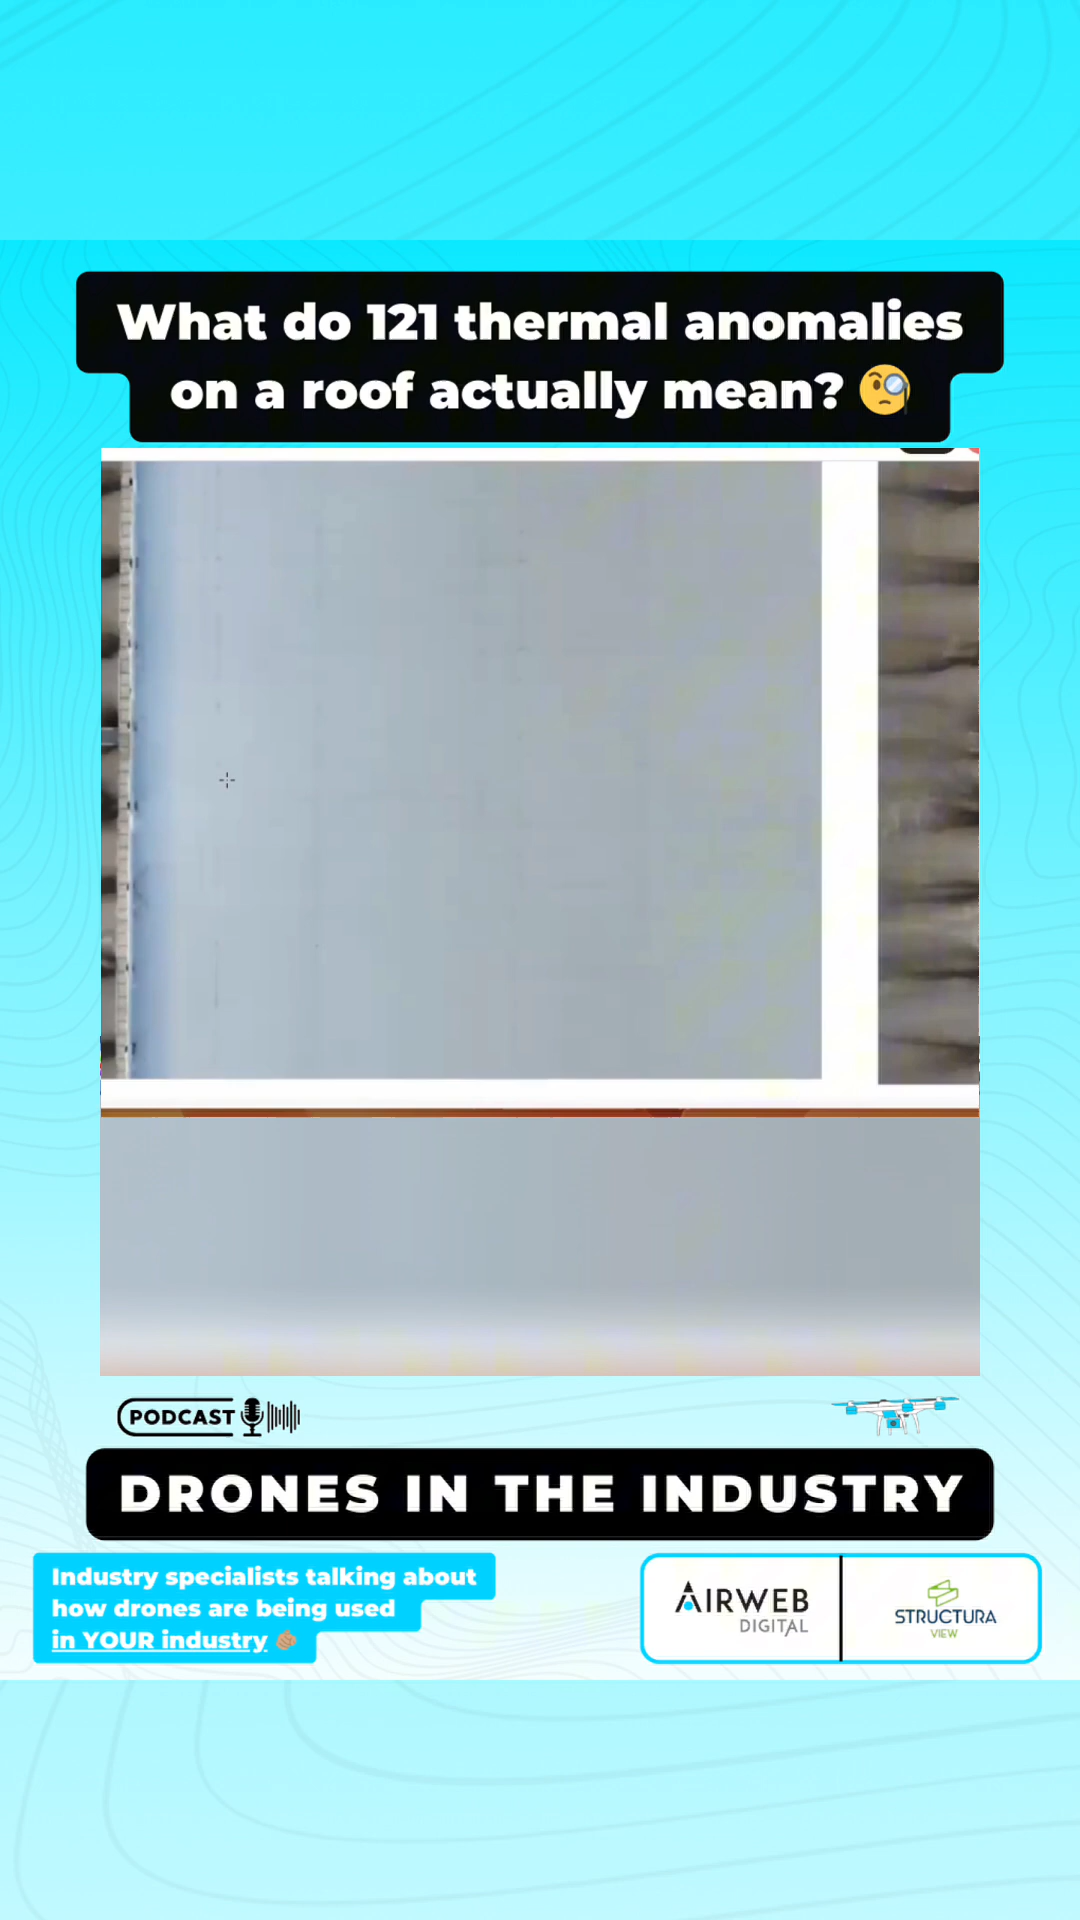 What do 121 thermal anomalies
on a roof actually mean? 🧐
PODCAST
DRONES IN THE INDUSTRY
Industry specialists talking about
how drones are being used
in YOUR industry
AIRWEB
DIGITAL
STRUCTURA
VIEW